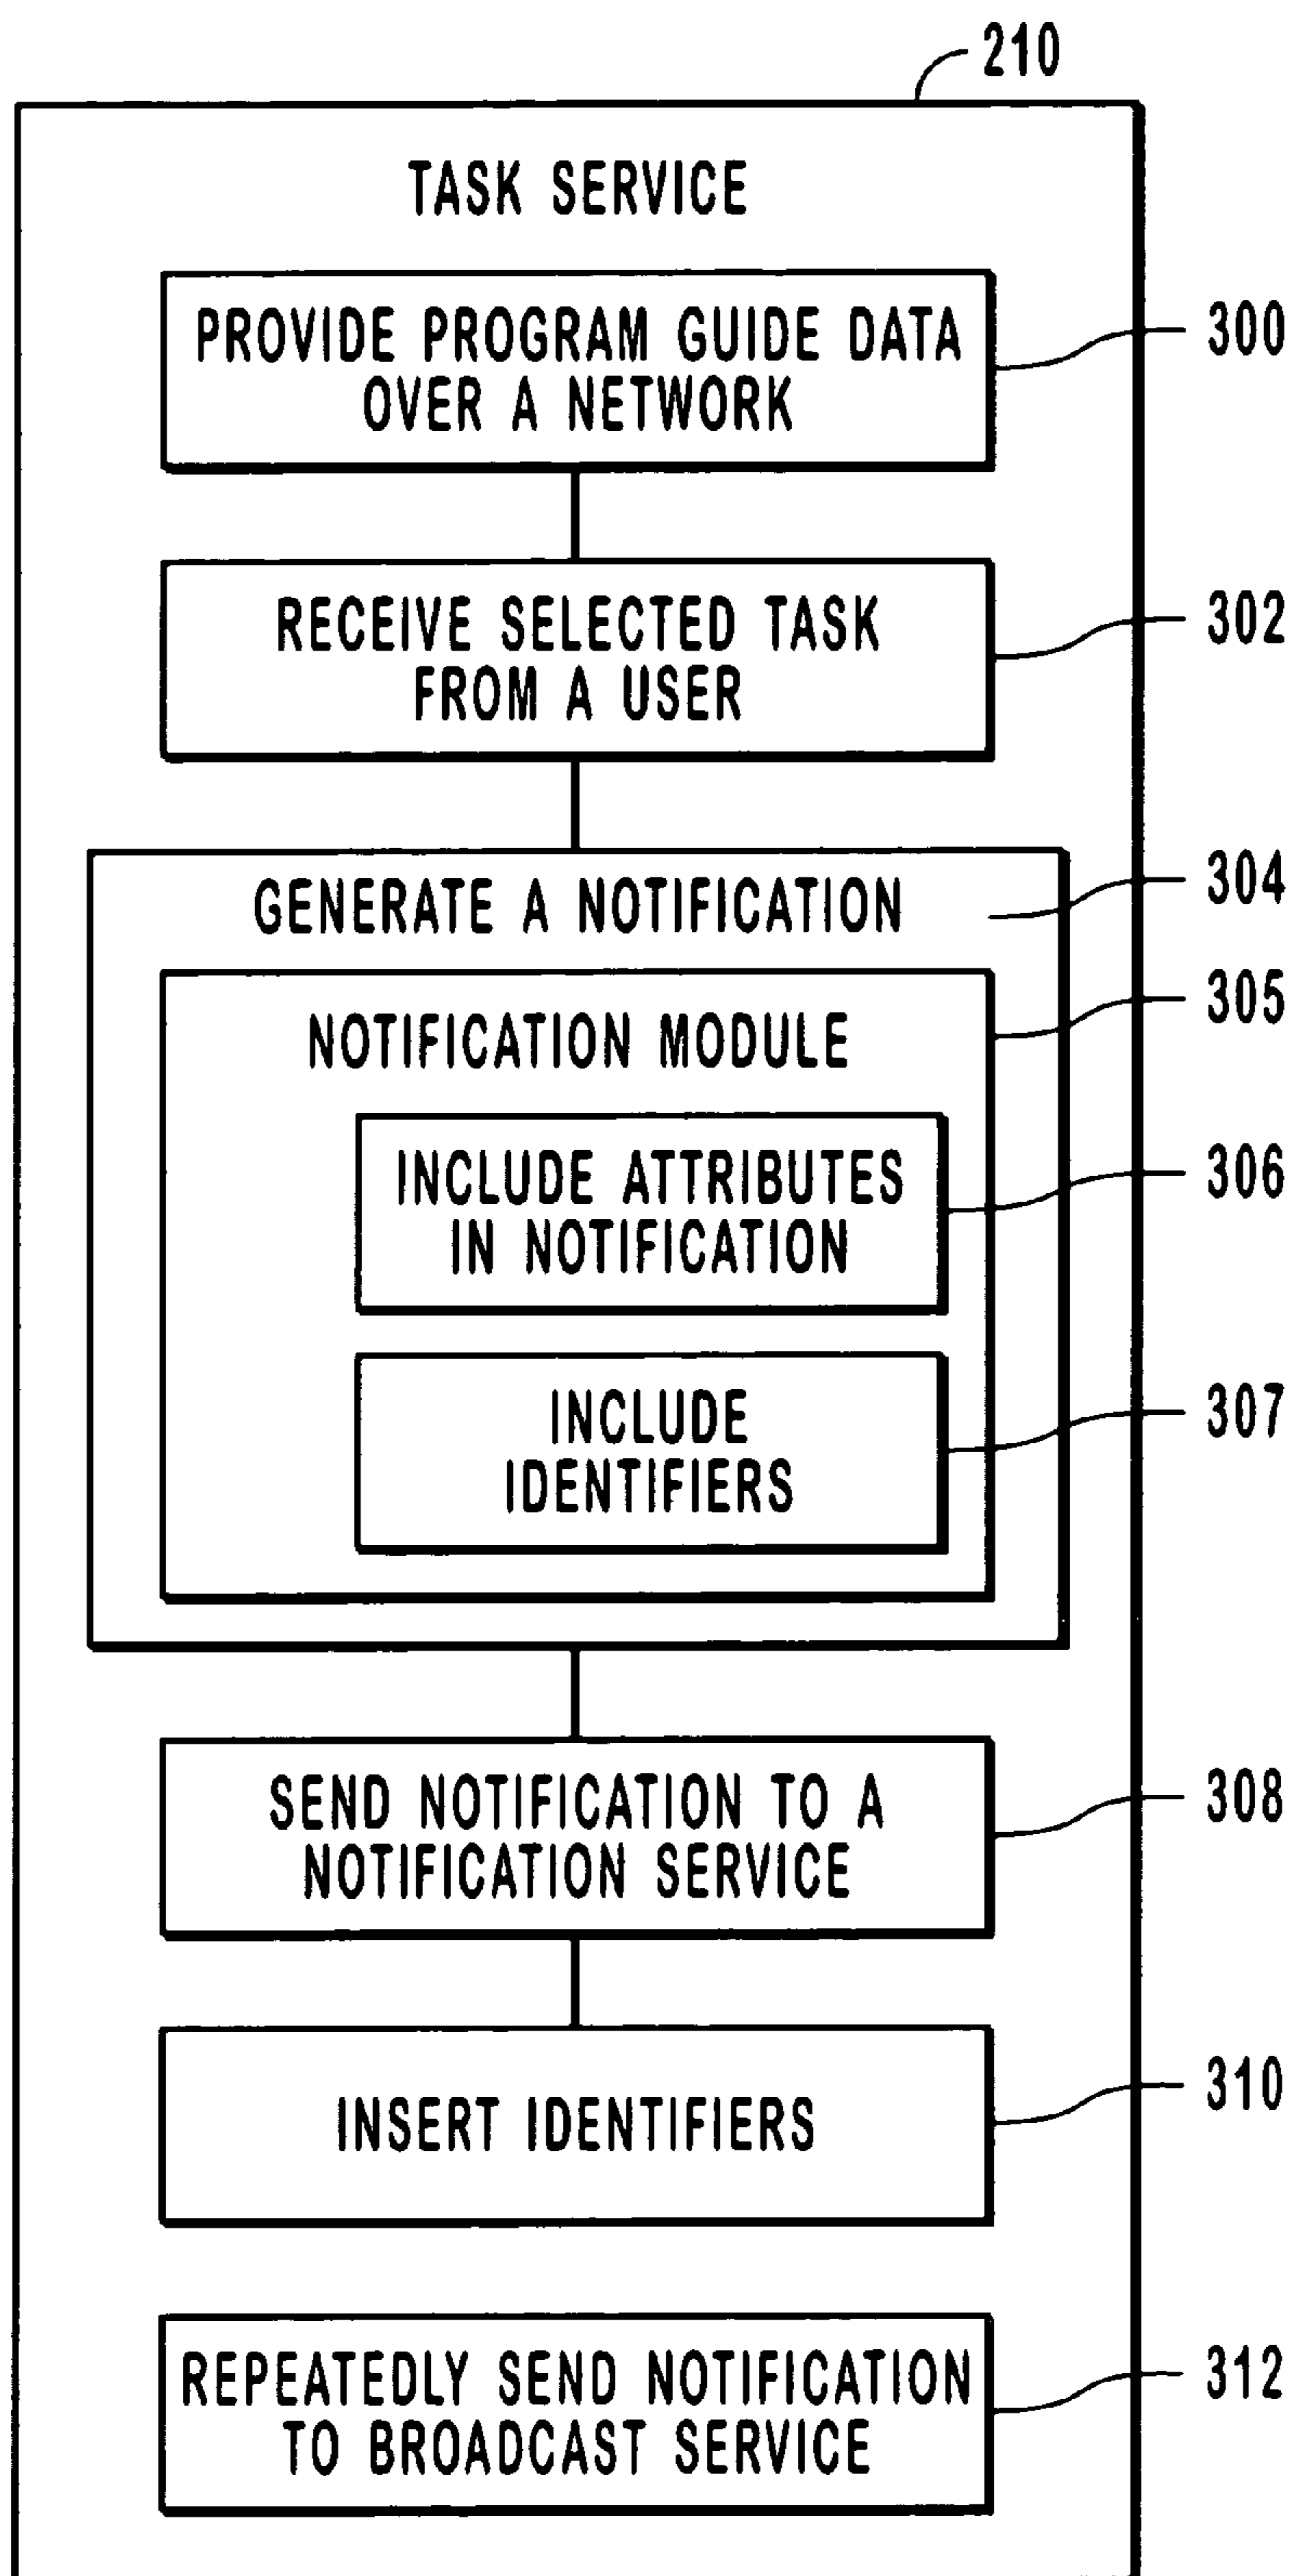 210
TASK SERVICE
PROVIDE PROGRAM GUIDE DATA
OVER A NETWORK
300
RECEIVE SELECTED TASK
FROM A USER
302
GENERATE A NOTIFICATION
304
NOTIFICATION MODULE
305
INCLUDE ATTRIBUTES
IN NOTIFICATION
306
INCLUDE
IDENTIFIERS
307
SEND NOTIFICATION TO A
NOTIFICATION SERVICE
308
INSERT IDENTIFIERS
310
REPEATEDLY SEND NOTIFICATION
TO BROADCAST SERVICE
312